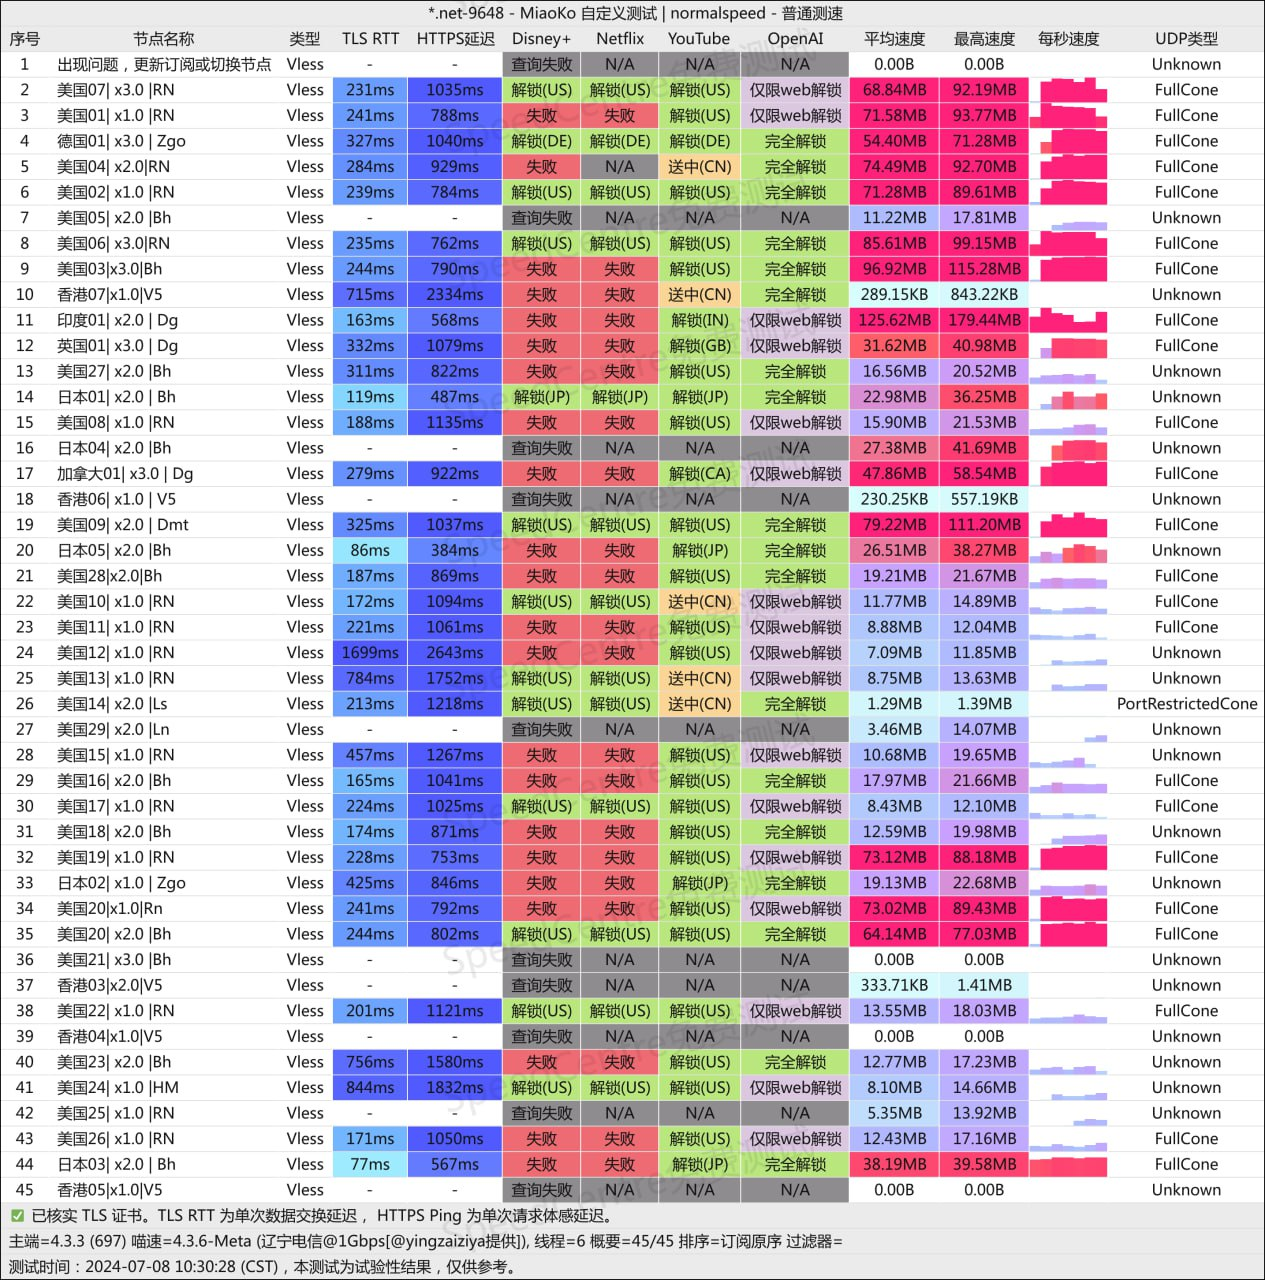 *.net-9648 - MiaoKo 自定义测试 | normalspeed - 普通测速
序号 节点名称 类型 TLS RTT HTTPS延迟 Disney+ Netflix YouTube OpenAI 平均速度 最高速度 每秒速度 UDP类型
1 出现问题，更新订阅或切换节点 Vless - - 查询失败 N/A N/A N/A 0.00B 0.00B Unknown
2 美国07| x3.0 |RN Vless 231ms 1035ms 解锁(US) 解锁(US) 解锁(US) 仅限web解锁 68.84MB 92.19MB FullCone
3 美国01| x1.0 |RN Vless 241ms 788ms 失败 失败 解锁(US) 仅限web解锁 71.58MB 93.77MB FullCone
4 德国01| x3.0 | Zgo Vless 327ms 1040ms 解锁(DE) 解锁(DE) 解锁(DE) 完全解锁 54.40MB 71.28MB FullCone
5 美国04| x2.0|RN Vless 284ms 929ms 失败 N/A 送中(CN) 完全解锁 74.49MB 92.70MB FullCone
6 美国02| x1.0 |RN Vless 239ms 784ms 解锁(US) 解锁(US) 解锁(US) 完全解锁 71.28MB 89.61MB FullCone
7 美国05| x2.0 |Bh Vless - - 查询失败 N/A N/A N/A 11.22MB 17.81MB Unknown
8 美国06| x3.0|RN Vless 235ms 762ms 解锁(US) 解锁(US) 解锁(US) 完全解锁 85.61MB 99.15MB FullCone
9 美国03|x3.0|Bh Vless 244ms 790ms 失败 失败 解锁(US) 完全解锁 96.92MB 115.28MB FullCone
10 香港07|x1.0|V5 Vless 715ms 2334ms 失败 失败 送中(CN) 完全解锁 289.15KB 843.22KB Unknown
11 印度01| x2.0 | Dg Vless 163ms 568ms 失败 失败 解锁(IN) 仅限web解锁 125.62MB 179.44MB FullCone
12 英国01| x3.0 | Dg Vless 332ms 1079ms 失败 失败 解锁(GB) 仅限web解锁 31.62MB 40.98MB FullCone
13 美国27| x2.0 |Bh Vless 311ms 822ms 失败 失败 解锁(US) 完全解锁 16.56MB 20.52MB FullCone
14 日本01| x2.0 | Bh Vless 119ms 487ms 解锁(JP) 解锁(JP) 解锁(JP) 完全解锁 22.98MB 36.25MB Unknown
15 美国08| x1.0 |RN Vless 188ms 1135ms 失败 失败 解锁(US) 仅限web解锁 15.90MB 21.53MB FullCone
16 日本04| x2.0 |Bh Vless - - 查询失败 N/A N/A N/A 27.38MB 41.69MB Unknown
17 加拿大01| x3.0 | Dg Vless 279ms 922ms 失败 失败 解锁(CA) 仅限web解锁 47.86MB 58.54MB FullCone
18 香港06| x1.0 | V5 Vless - - 查询失败 N/A N/A N/A 230.25KB 557.19KB Unknown
19 美国09| x2.0 | Dmt Vless 325ms 1037ms 解锁(US) 解锁(US) 解锁(US) 完全解锁 79.22MB 111.20MB FullCone
20 日本05| x2.0 |Bh Vless 86ms 384ms 失败 失败 解锁(JP) 完全解锁 26.51MB 38.27MB Unknown
21 美国28|x2.0|Bh Vless 187ms 869ms 失败 失败 解锁(US) 完全解锁 19.21MB 21.67MB FullCone
22 美国10| x1.0 |RN Vless 172ms 1094ms 解锁(US) 解锁(US) 送中(CN) 仅限web解锁 11.77MB 14.89MB FullCone
23 美国11| x1.0 |RN Vless 221ms 1061ms 失败 失败 解锁(US) 仅限web解锁 8.88MB 12.04MB FullCone
24 美国12| x1.0 |RN Vless 1699ms 2643ms 失败 失败 解锁(US) 仅限web解锁 7.09MB 11.85MB Unknown
25 美国13| x1.0 |RN Vless 784ms 1752ms 解锁(US) 解锁(US) 送中(CN) 仅限web解锁 8.75MB 13.63MB Unknown
26 美国14| x2.0 |Ls Vless 213ms 1218ms 解锁(US) 解锁(US) 送中(CN) 完全解锁 1.29MB 1.39MB PortRestrictedCone
27 美国29| x2.0 |Ln Vless - - 查询失败 N/A N/A N/A 3.46MB 14.07MB Unknown
28 美国15| x1.0 |RN Vless 457ms 1267ms 失败 失败 解锁(US) 仅限web解锁 10.68MB 19.65MB FullCone
29 美国16| x2.0 |Bh Vless 165ms 1041ms 失败 失败 解锁(US) 完全解锁 17.97MB 21.66MB FullCone
30 美国17| x1.0 |RN Vless 224ms 1025ms 解锁(US) 解锁(US) 解锁(US) 仅限web解锁 8.43MB 12.10MB FullCone
31 美国18| x2.0 |Bh Vless 174ms 871ms 失败 失败 解锁(US) 完全解锁 12.59MB 19.98MB Unknown
32 美国19| x1.0 |RN Vless 228ms 753ms 失败 失败 解锁(US) 仅限web解锁 73.12MB 88.18MB FullCone
33 日本02| x1.0 | Zgo Vless 425ms 846ms 失败 失败 解锁(JP) 完全解锁 19.13MB 22.68MB Unknown
34 美国20|x1.0|Rn Vless 241ms 792ms 失败 失败 解锁(US) 仅限web解锁 73.02MB 89.43MB FullCone
35 美国20| x2.0 |Bh Vless 244ms 802ms 解锁(US) 解锁(US) 解锁(US) 完全解锁 64.14MB 77.03MB FullCone
36 美国21| x3.0 |Bh Vless - - 查询失败 N/A N/A N/A 0.00B 0.00B Unknown
37 香港03|x2.0|V5 Vless - - 查询失败 N/A N/A N/A 333.71KB 1.41MB Unknown
38 美国22| x1.0 |RN Vless 201ms 1121ms 解锁(US) 解锁(US) 解锁(US) 完全解锁 13.55MB 18.03MB FullCone
39 香港04|x1.0|V5 Vless - - 查询失败 N/A N/A N/A 0.00B 0.00B Unknown
40 美国23| x2.0 |Bh Vless 756ms 1580ms 失败 失败 解锁(US) 完全解锁 12.77MB 17.23MB Unknown
41 美国24| x1.0 |HM Vless 844ms 1832ms 解锁(US) 解锁(US) 解锁(US) 仅限web解锁 8.10MB 14.66MB Unknown
42 美国25| x1.0 |RN Vless - - 查询失败 N/A N/A N/A 5.35MB 13.92MB Unknown
43 美国26| x1.0 |RN Vless 171ms 1050ms 失败 失败 解锁(US) 仅限web解锁 12.43MB 17.16MB FullCone
44 日本03| x2.0 | Bh Vless 77ms 567ms 失败 失败 解锁(JP) 完全解锁 38.19MB 39.58MB FullCone
45 香港05|x1.0|V5 Vless - - 查询失败 N/A N/A N/A 0.00B 0.00B Unknown
✅ 已核实 TLS 证书。TLS RTT 为单次数据交换延迟 ，HTTPS Ping 为单次请求体感延迟。
主端=4.3.3 (697) 喵速=4.3.6-Meta (辽宁电信@1Gbps[@yingzaiziya提供]), 线程=6 概要=45/45 排序=订阅原序 过滤器=
测试时间：2024-07-08 10:30:28 (CST)，本测试为试验性结果，仅供参考。
SpeedCentre免费测试